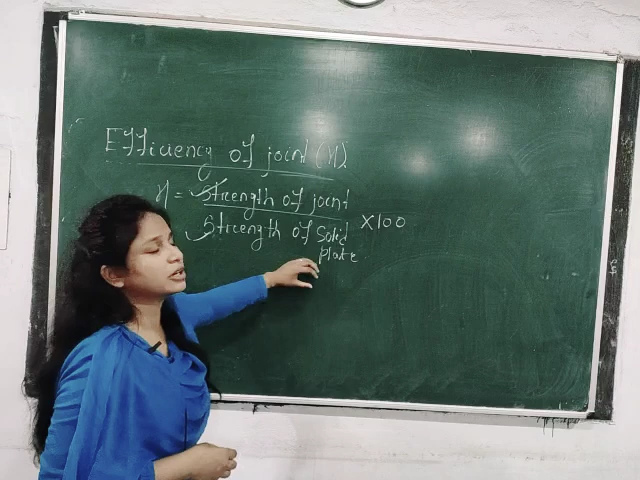 Efficiency of joint (η)
η = Strength of joint
Strength of Solid plate ×100